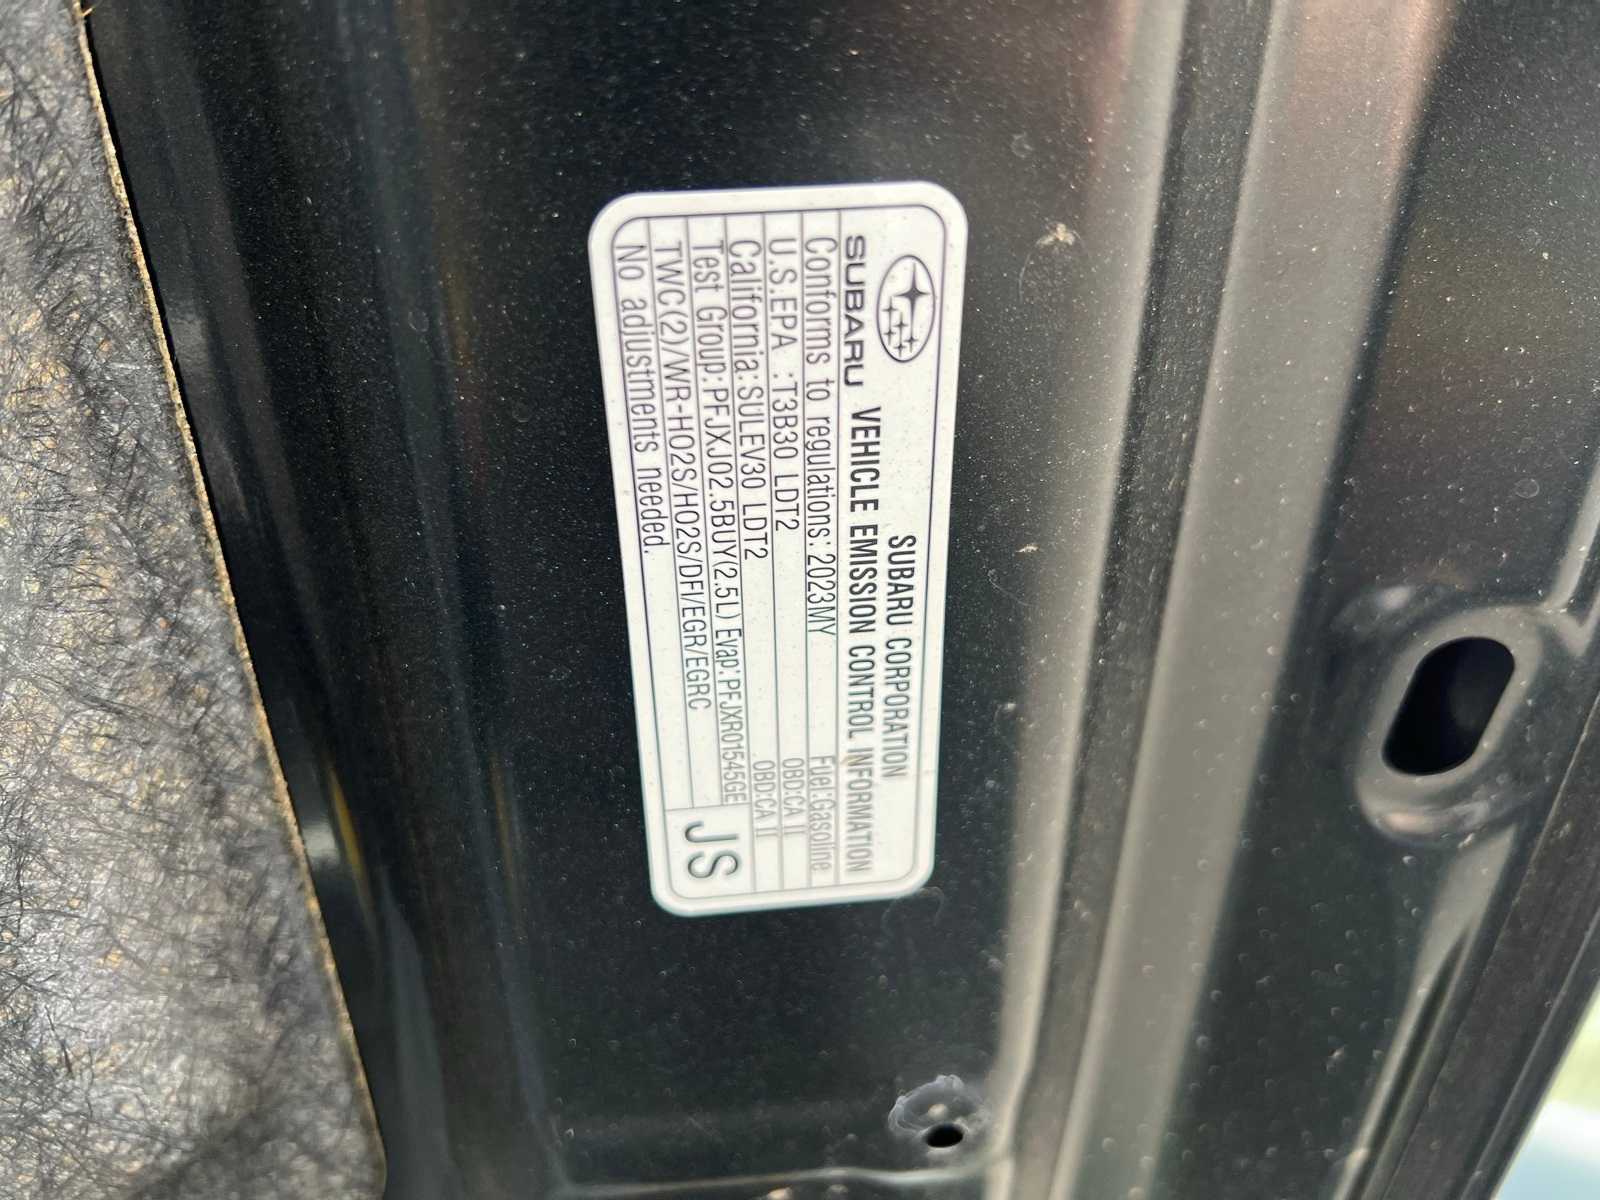 SUBARU CORPORATION
SUBARU VEHICLE EMISSION CONTROL INFORMATION
Conforms to regulations: 2023MY Fuel:Gasoline
U.S.EPA :T3B30 LDT2 OBD:CA II
California:SULEV30 LDT2 OBD:CA II
Test Group:PFJXJ02.5BUY(2.5L) Evap:PFJXR01545GE
TWC(2)/WR-HO2S/HO2S/DFI/EGR/EGRC
No adjustments needed.
JS